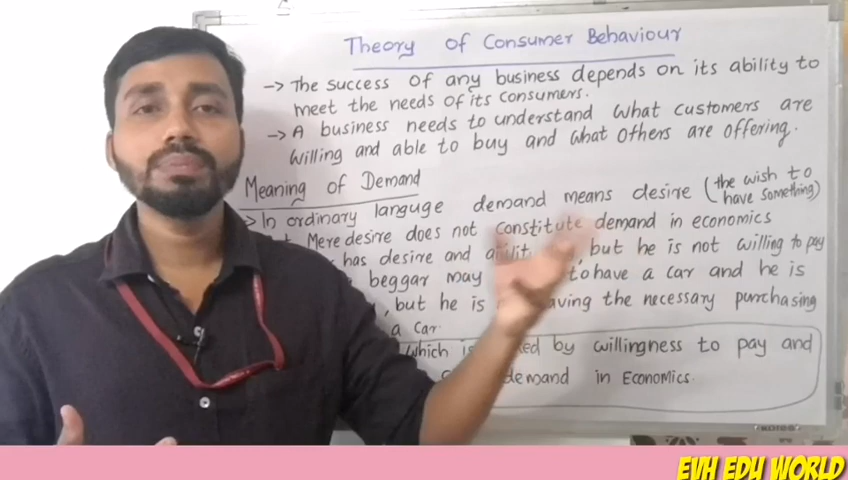 Theory of Consumer Behaviour
-> The success of any business depends on its ability to
meet the needs of its consumers.
-> A business needs to understand what customers are
willing and able to buy and what others are offering.
Meaning of Demand
> In ordinary languge demand means desire (the wish to
have something)
Mere desire does not constitute demand in economics
has desire and but he is not willing to pay
beggar may to have a car and he is
, but he is the necessary purchasing
a car
which is by willingness to pay and
demand in Economics.
EVH EDU WORLD